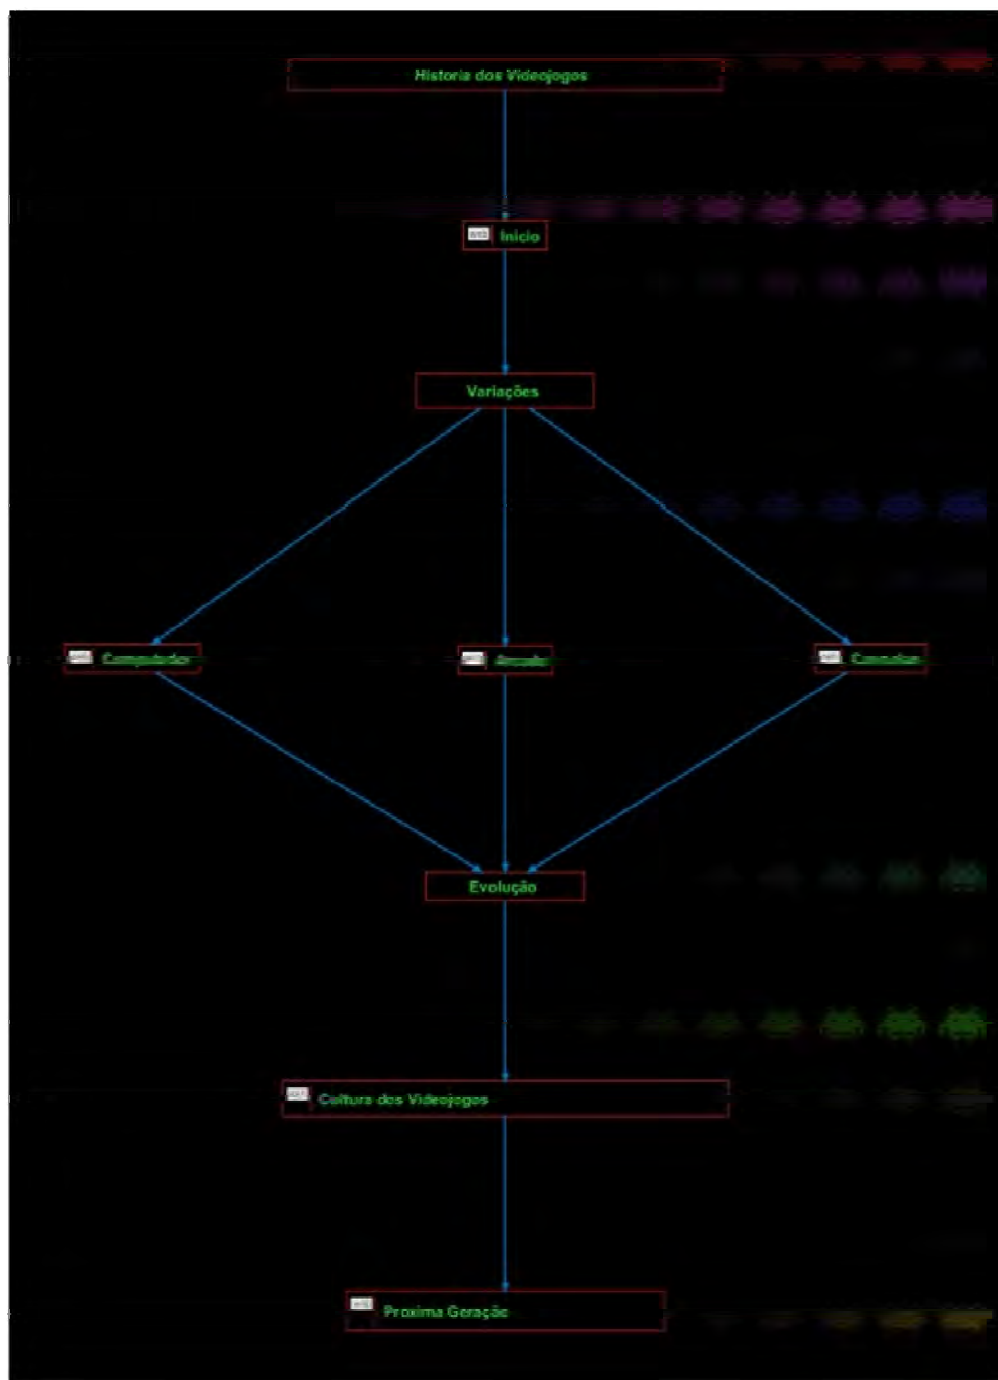 Historia dos Videojogos
Inicio
Variações
Computador
Arcade
Consolas
Evolução
Cultura dos Videojogos
Proxima Geração